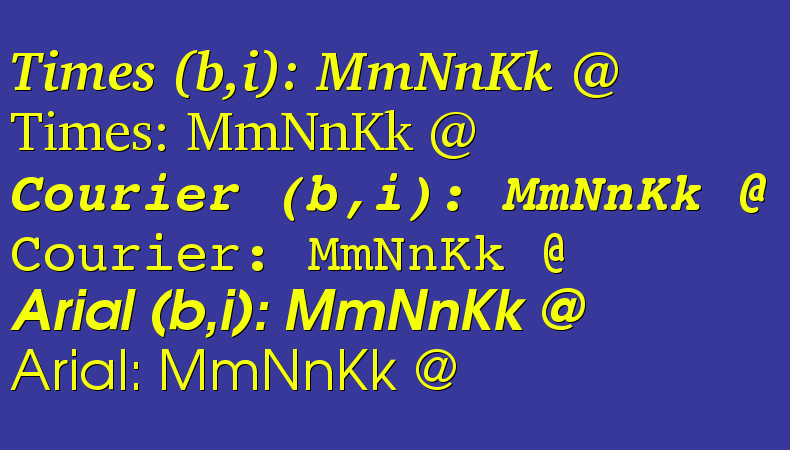 Times (b,i): MmNnKk @
Times: MmNnKk @
Courier (b,i): MmNnKk @
Courier: MmNnKk @
Arial (b,i): MmNnKk @
Arial: MmNnKk @